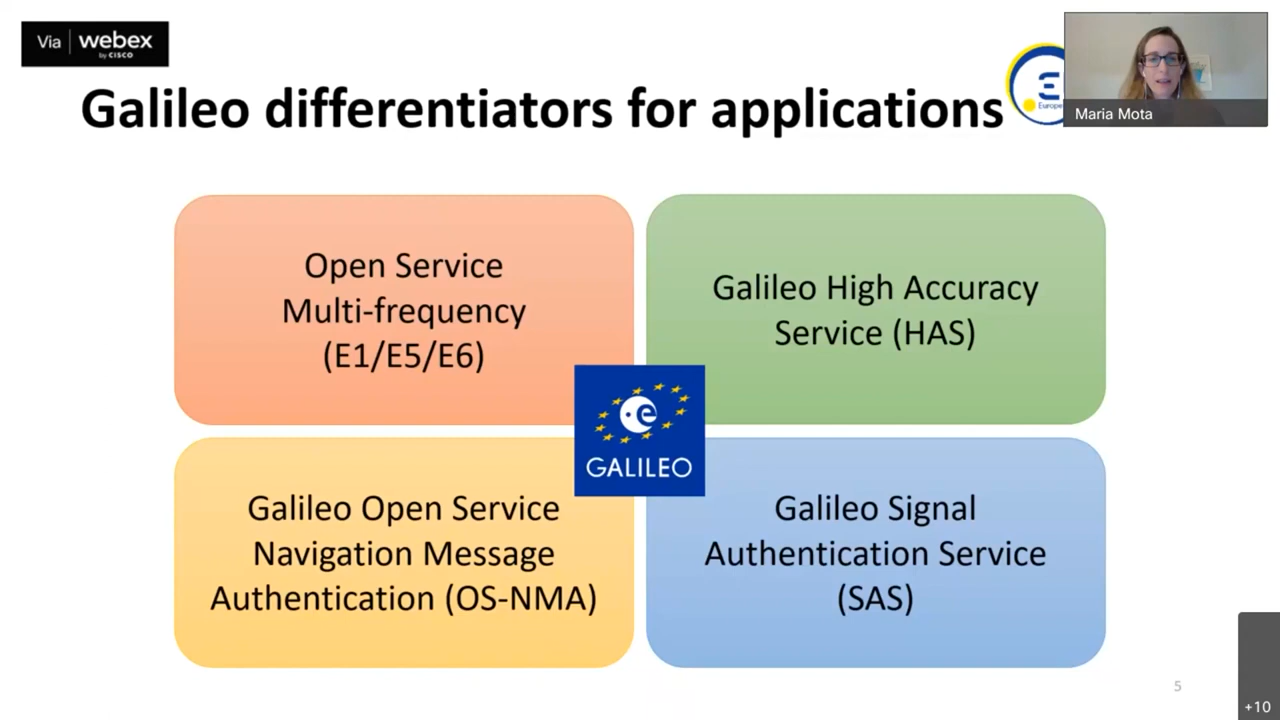 Via webex
by CISCO
Galileo differentiators for applications
Europe
Maria Mota
Open Service
Multi-frequency
(E1/E5/E6)
Galileo High Accuracy
Service (HAS)
GALILEO
Galileo Open Service
Navigation Message
Authentication (OS-NMA)
Galileo Signal
Authentication Service
(SAS)
5
+10